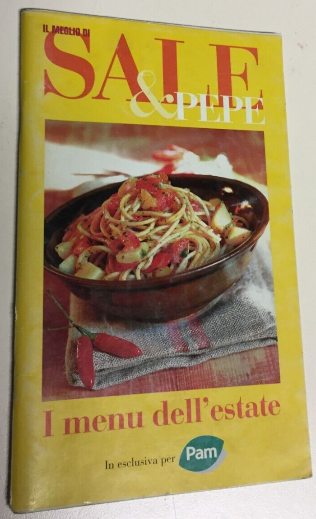 IL MEGLIO DI
SALE
&PEPE
I menu dell'estate
In esclusiva per Pam